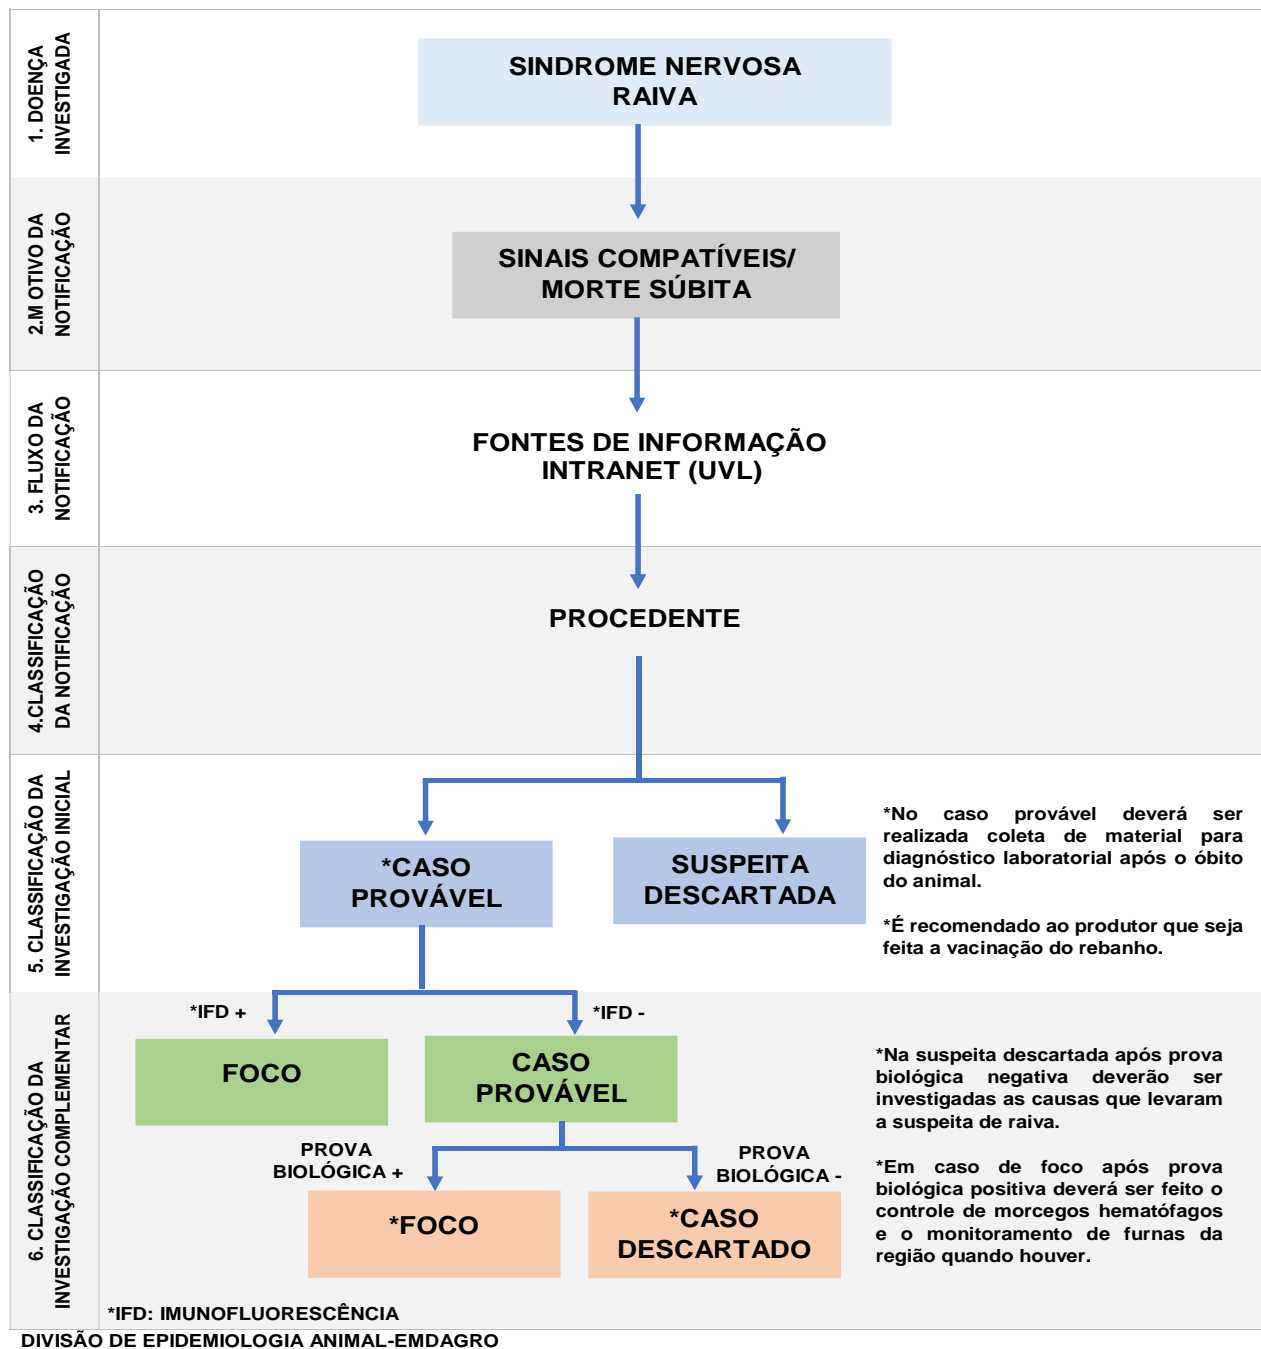 1. DOENÇA
INVESTIGADA
SINDROME NERVOSA
RAIVA
2.M OTIVO DA
NOTIFICAÇÃO
SINAIS COMPATÍVEIS/
MORTE SÚBITA
3. FLUXO DA
NOTIFICAÇÃO
FONTES DE INFORMAÇÃO
INTRANET (UVL)
4.CLASSIFICAÇÃO
DA NOTIFICAÇÃO
PROCEDENTE
5. CLASSIFICAÇÃO DA
INVESTIGAÇÃO INICIAL
*CASO
PROVÁVEL
SUSPEITA
DESCARTADA
*No caso provável deverá ser
realizada coleta de material para
diagnóstico laboratorial após o óbito
do animal.
*É recomendado ao produtor que seja
feita a vacinação do rebanho.
6. CLASSIFICAÇÃO DA
INVESTIGAÇÃO COMPLEMENTAR
*IFD +
*IFD -
FOCO
CASO
PROVÁVEL
PROVA
BIOLÓGICA +
PROVA
BIOLÓGICA -
*FOCO
*CASO
DESCARTADO
*Na suspeita descartada após prova
biológica negativa deverão ser
investigadas as causas que levaram
a suspeita de raiva.
*Em caso de foco após prova
biológica positiva deverá ser feito o
controle de morcegos hematófagos
e o monitoramento de furnas da
região quando houver.
*IFD: IMUNOFLUORESCÊNCIA
DIVISÃO DE EPIDEMIOLOGIA ANIMAL-EMDAGRO